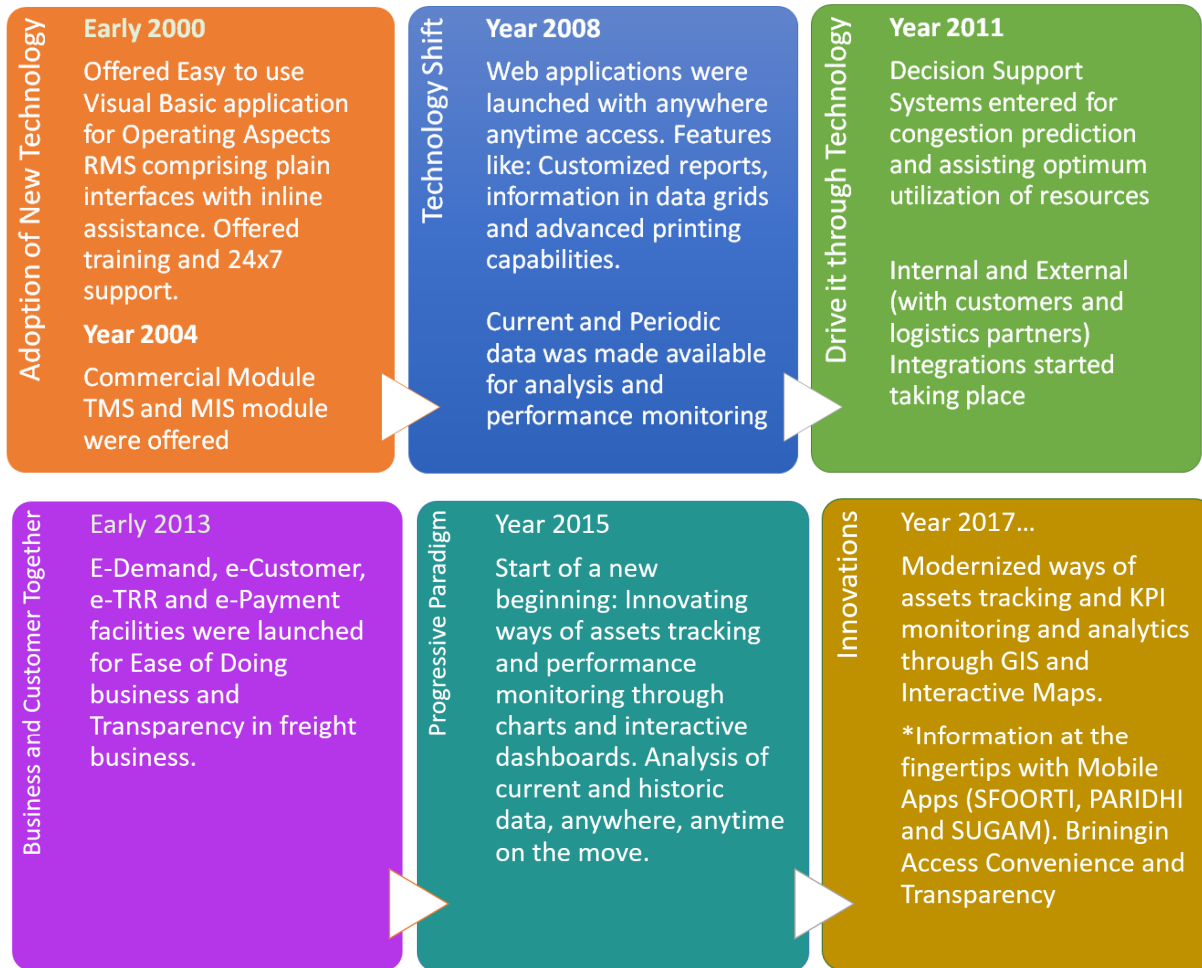 Adoption of New Technology
Early 2000
Offered Easy to use
Visual Basic application
for Operating Aspects
RMS comprising plain
interfaces with inline
assistance. Offered
training and 24x7
support.
Year 2004
Commercial Module
TMS and MIS module
were offered
Technology Shift
Year 2008
Web applications were
launched with anywhere
anytime access. Features
like: Customized reports,
information in data grids
and advanced printing
capabilities.
Current and Periodic
data was made available
for analysis and
performance monitoring
Drive it through Technology
Year 2011
Decision Support
Systems entered for
congestion prediction
and assisting optimum
utilization of resources
Internal and External
(with customers and
logistics partners)
Integrations started
taking place
Business and Customer Together
Early 2013
E-Demand, e-Customer,
e-TRR and e-Payment
facilities were launched
for Ease of Doing
business and
Transparency in freight
business.
Progressive Paradigm
Year 2015
Start of a new
beginning: Innovating
ways of assets tracking
and performance
monitoring through
charts and interactive
dashboards. Analysis of
current and historic
data, anywhere, anytime
on the move.
Innovations
Year 2017...
Modernized ways of
assets tracking and KPI
monitoring and analytics
through GIS and
Interactive Maps.
*Information at the
fingertips with Mobile
Apps (SFOORTI, PARIDHI
and SUGAM). Briningin
Access Convenience and
Transparency